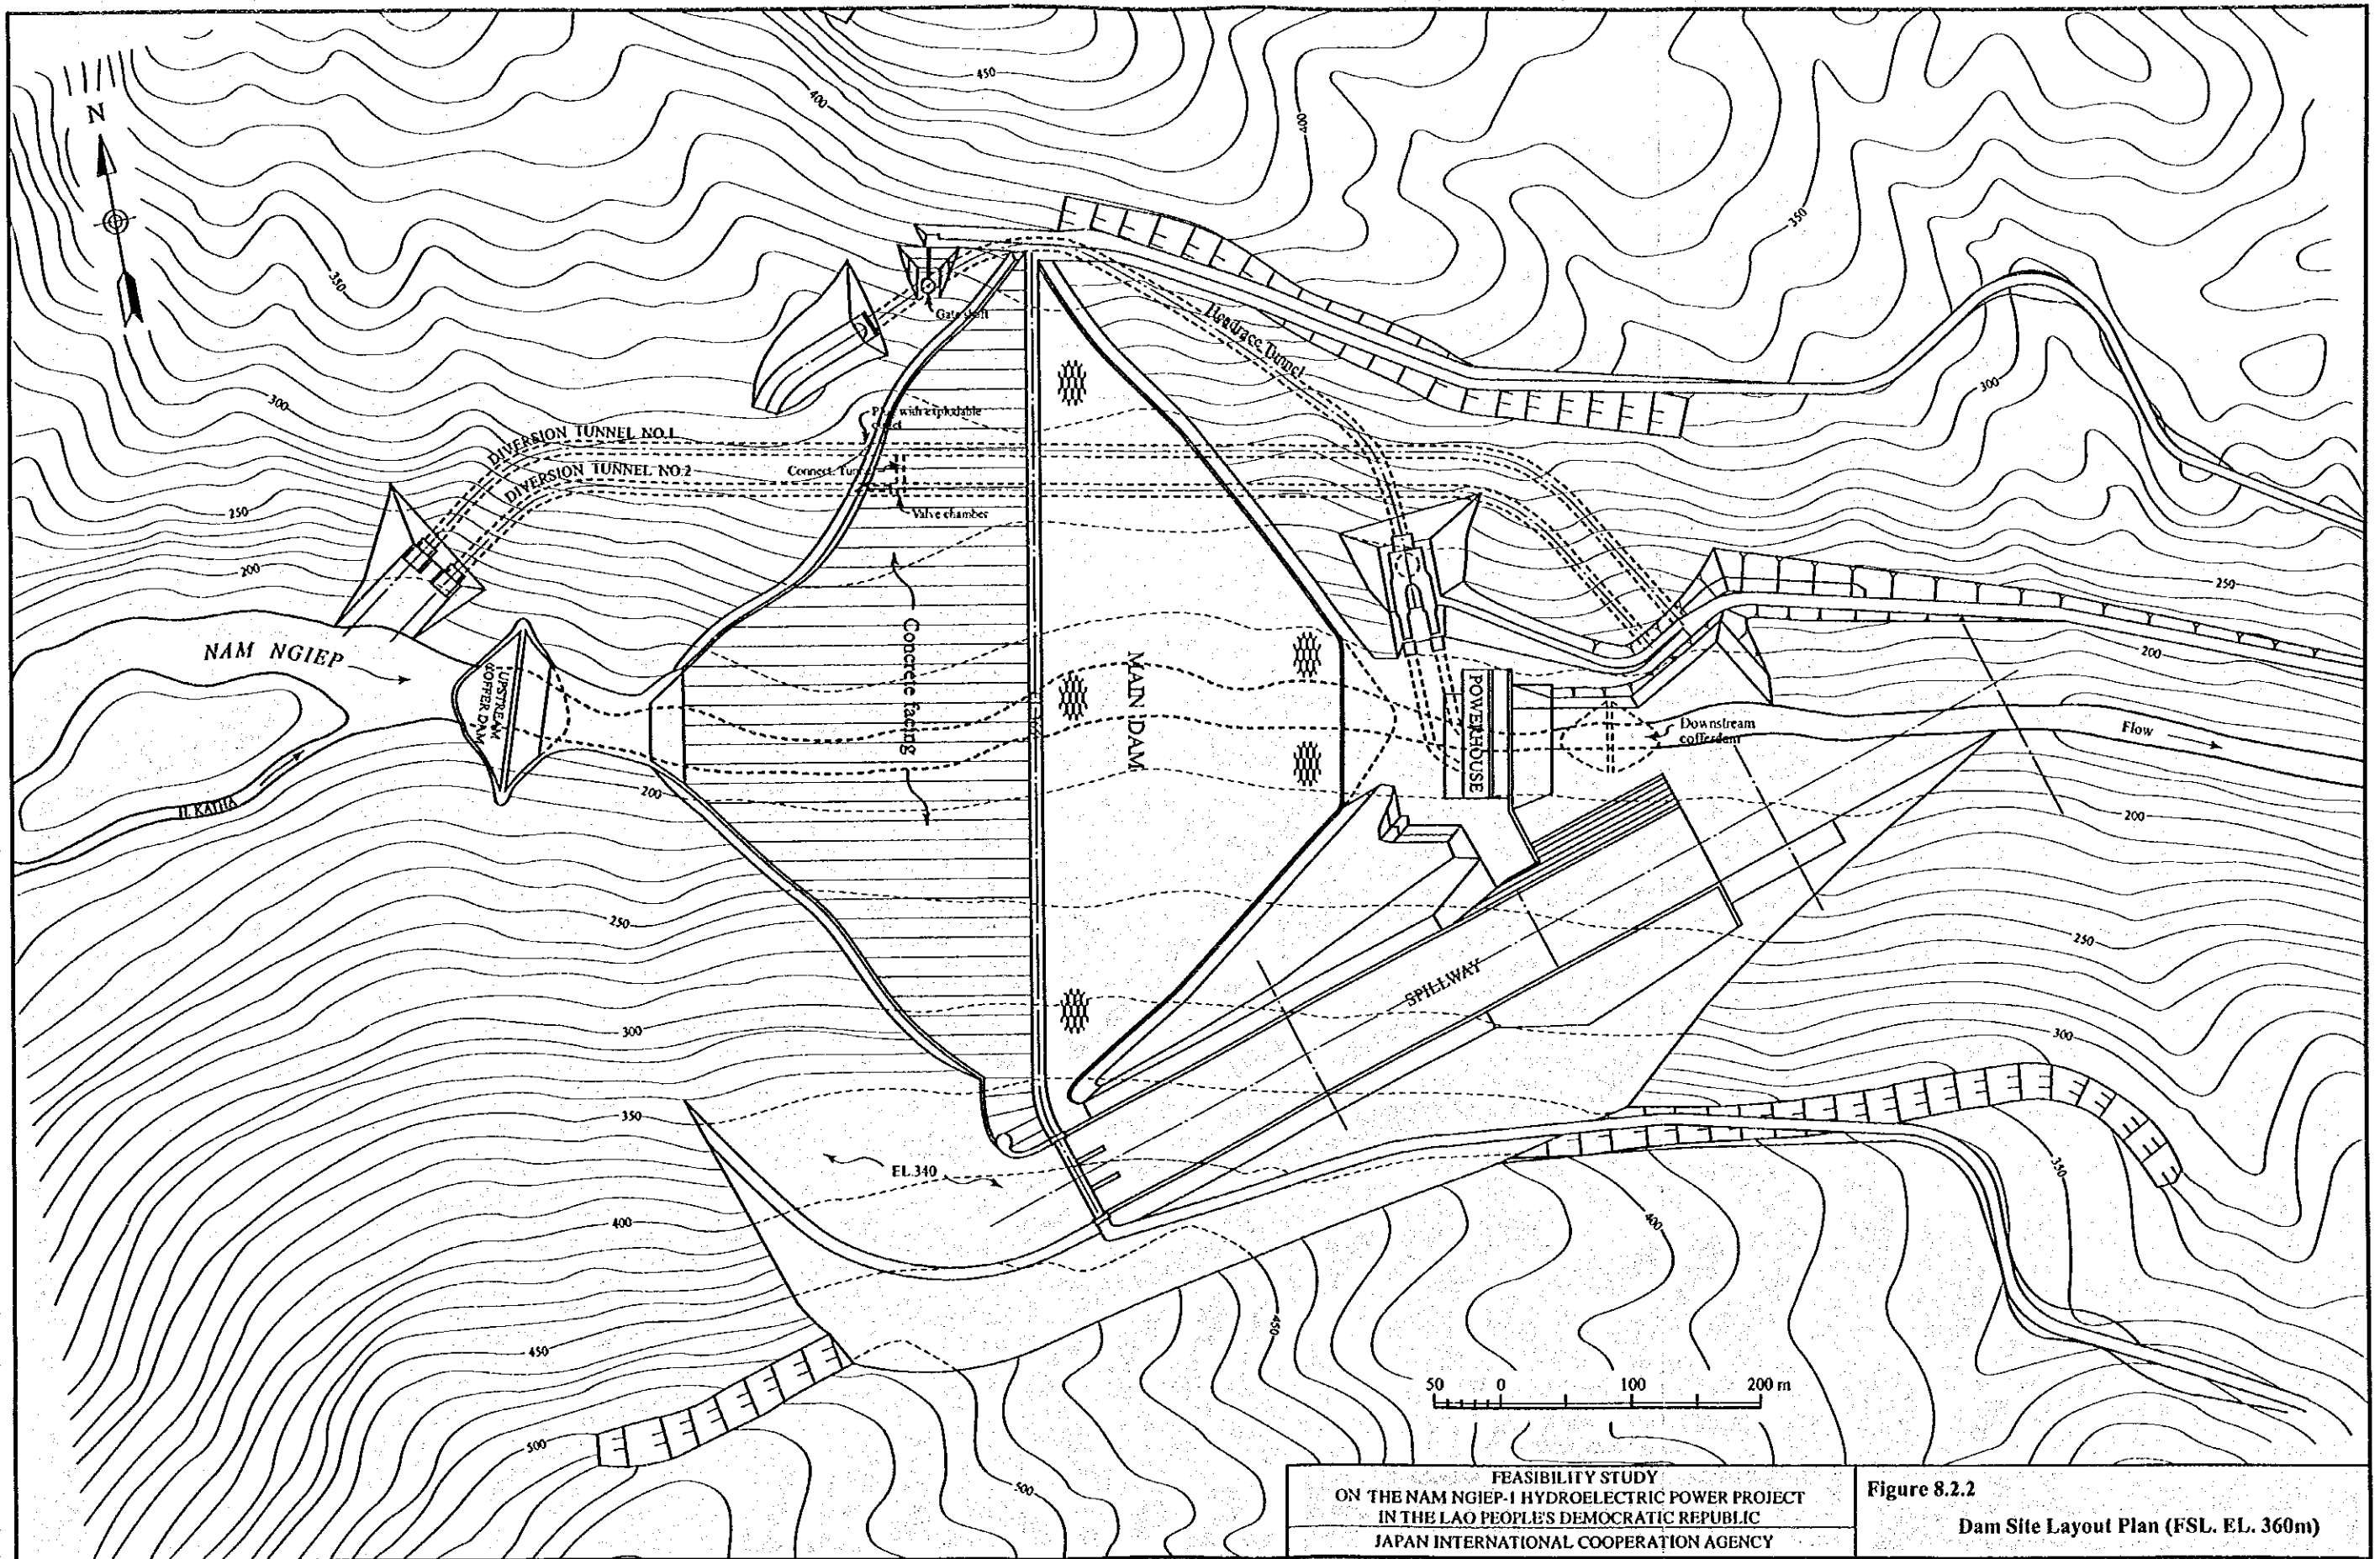 450
400
400
N
350
350
Headrace Tunnel
300
300
DIVERSION TUNNEL NO.1
DIVERSION TUNNEL NO.2
with explodable
Connect.
Valve chamber
250
200
250
NAM NGIEP
UPSTREAM
COFFER DAM
Concrete facing
MAIN DAM
POWERHOUSE
Downstream
cofferdam
200
Flow
H. KATHA
200
200
250
250
SPILLWAY
300
300
350
350
EL.340
400
400
450
450
500
500
50 0 100 200 m
FEASIBILITY STUDY
ON THE NAM NGIEP-1 HYDROELECTRIC POWER PROJECT
IN THE LAO PEOPLE'S DEMOCRATIC REPUBLIC
JAPAN INTERNATIONAL COOPERATION AGENCY
Figure 8.2.2
Dam Site Layout Plan (FSL. EL. 360m)